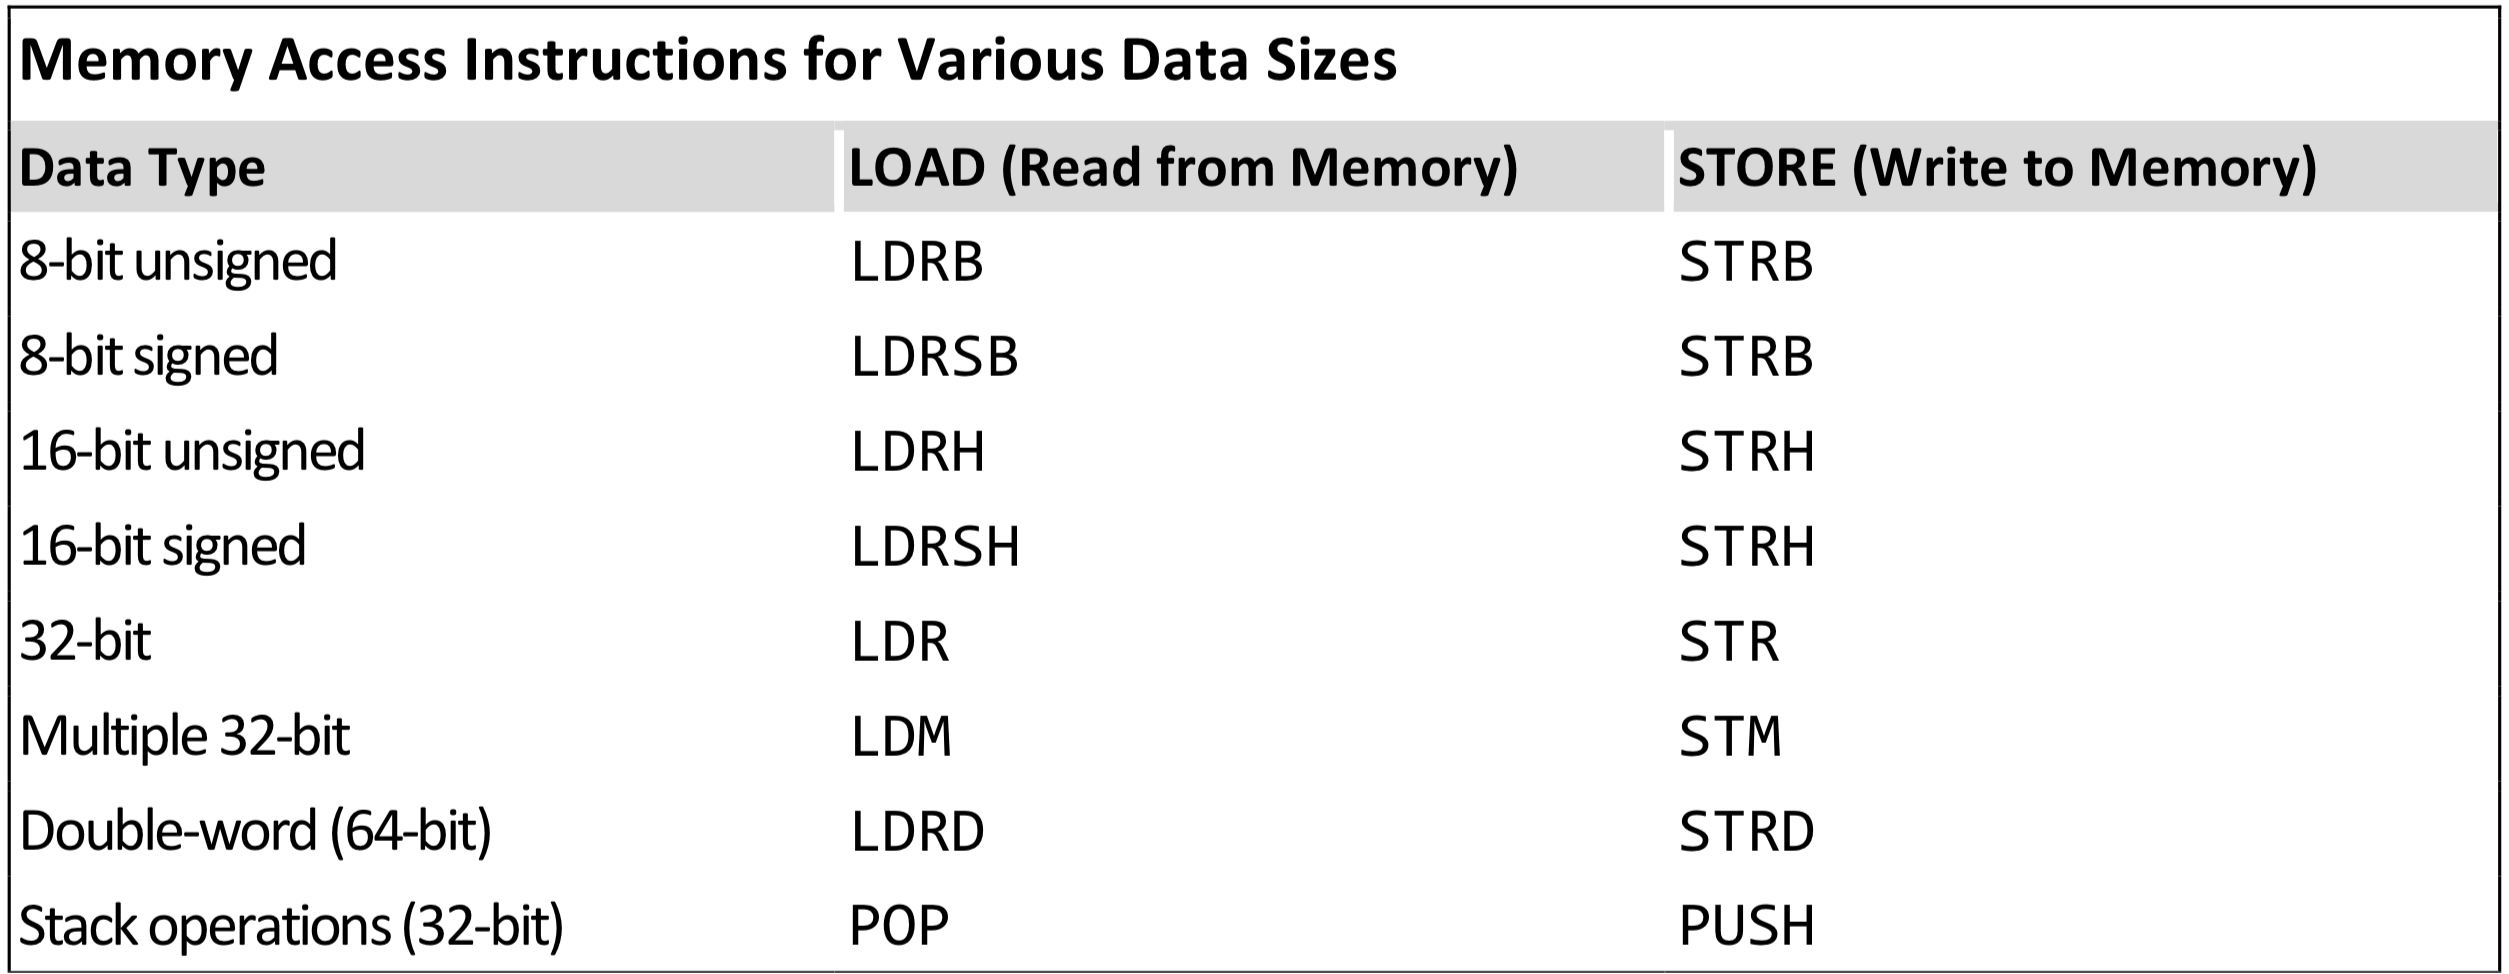 Memory Access Instructions for Various Data Sizes
Data Type LOAD (Read from Memory) STORE (Write to Memory)
8-bit unsigned LDRB STRB
8-bit signed LDRSB STRB
16-bit unsigned LDRH STRH
16-bit signed LDRSH STRH
32-bit LDR STR
Multiple 32-bit LDM STM
Double-word (64-bit) LDRD STRD
Stack operations (32-bit) POP PUSH